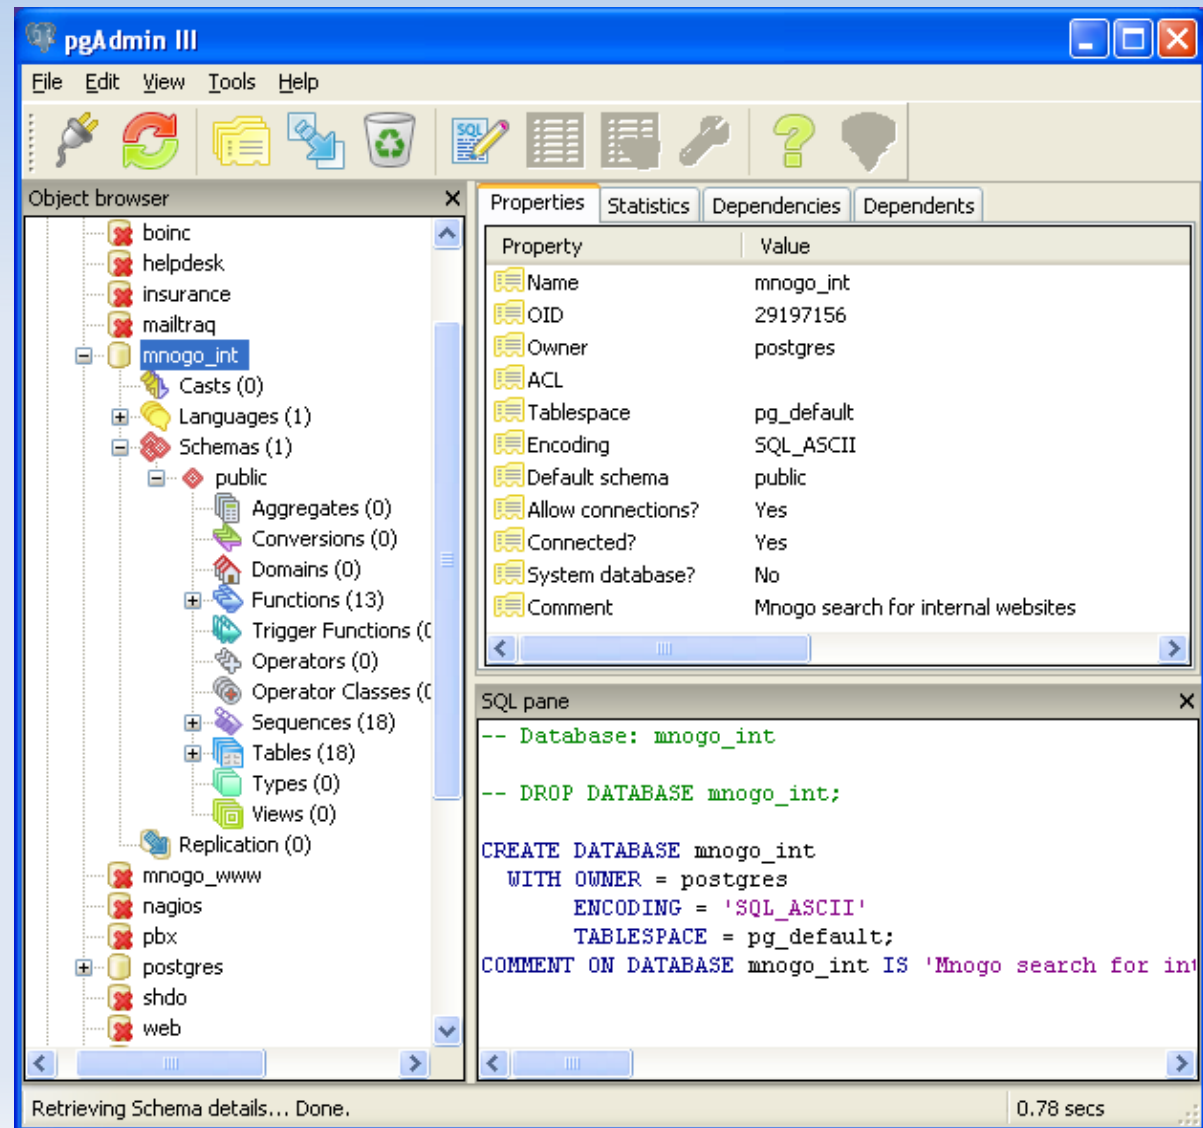 pgAdmin III
File Edit View Tools Help
SQL
Object browser
boinc
helpdesk
insurance
mailtraq
mnogo_int
Casts (0)
Languages (1)
Schemas (1)
public
Aggregates (0)
Conversions (0)
Domains (0)
Functions (13)
Trigger Functions (
Operators (0)
Operator Classes (
Sequences (18)
Tables (18)
Types (0)
Views (0)
Replication (0)
mnogo_www
nagios
pbx
postgres
shdo
web
Properties Statistics Dependencies Dependents
Property Value
Name mnogo_int
OID 29197156
Owner postgres
ACL
Tablespace pg_default
Encoding SQL_ASCII
Default schema public
Allow connections? Yes
Connected? Yes
System database? No
Comment Mnogo search for internal websites
SQL pane
-- Database: mnogo_int
-- DROP DATABASE mnogo_int;
CREATE DATABASE mnogo_int
WITH OWNER = postgres
ENCODING = 'SQL_ASCII'
TABLESPACE = pg_default;
COMMENT ON DATABASE mnogo_int IS 'Mnogo search for int
Retrieving Schema details... Done. 0.78 secs